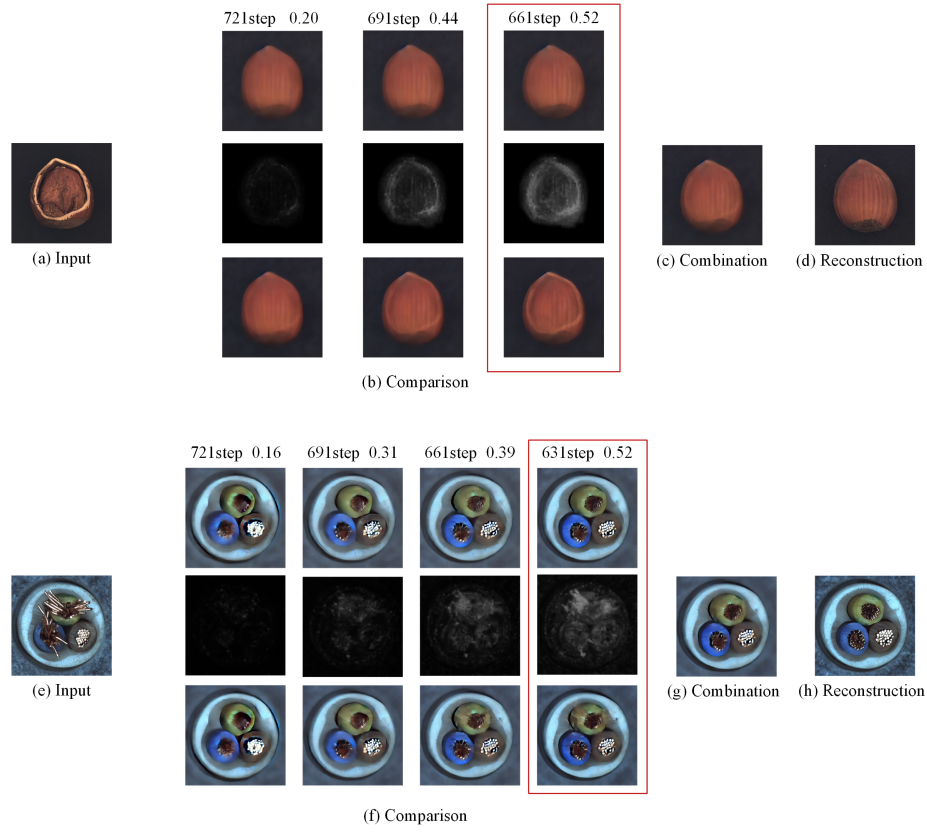 721step 0.20
691step 0.44
661step 0.52
(a) Input
(b) Comparison
(c) Combination
(d) Reconstruction
721step 0.16
691step 0.31
661step 0.39
631step 0.52
(e) Input
(f) Comparison
(g) Combination
(h) Reconstruction